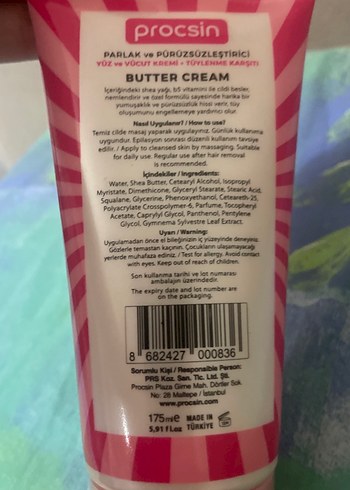 procsin
PARLAK ve PÜRÜZSÜZLEŞTİRİCİ
YÜZ ve VÜCUT KREMİ • TÜYLENME KARŞITI
BUTTER CREAM
İçeriğindeki shea yağı, b5 vitamini ile cildi besler,
nemlendirir ve özel formülü sayesinde harika bir
yumuşaklık ve pürüzsüzlük hissi verir, tüy
oluşumunu engellemeye yardımcı olur.
Nasıl Uygulanır? / How to use?
Temiz cilde masaj yaparak uygulayınız. Günlük kullanıma
uygundur. Epilasyon sonrası düzenli kullanım tavsiye
edilir. / Apply to cleansed skin by massaging. Suitable
for daily use. Regular use after hair removal
is recommended.
İçindekiler / Ingredients:
Water, Shea Butter, Cetearyl Alcohol, Isopropyl
Myristate, Dimethicone, Glyceryl Stearate, Stearic Acid,
Squalane, Glycerine, Phenoxyethanol, Ceteareth-25,
Polyacrylate Crosspolymer-6, Parfume, Tocopheryl
Acetate, Caprylyl Glycol, Panthenol, Pentylene
Glycol, Gymnema Sylvestre Leaf Extract.
Uyarı / Warning:
Uygulamadan önce el bileğinizin iç yüzeyinde deneyiniz.
Gözlerle temastan kaçının. Çocukların ulaşamayacağı
yerlerde muhafaza ediniz. / Test for allergy. Avoid contact
with eyes. Keep out of reach of children.
Son kullanma tarihi ve lot numarası
ambalajın üzerindedir.
The expiry date and lot number are
on the packaging.
8 682427 000836
Sorumlu Kişi / Responsible Person:
PRS Koz. San. Tic. Ltd. Şti.
Procsin Plaza Girne Mah. Dörtler Sok
No: 28 Maltepe / İstanbul
www.procsin.com
175ml e MADE IN
5,91 fl.oz TÜRKİYE